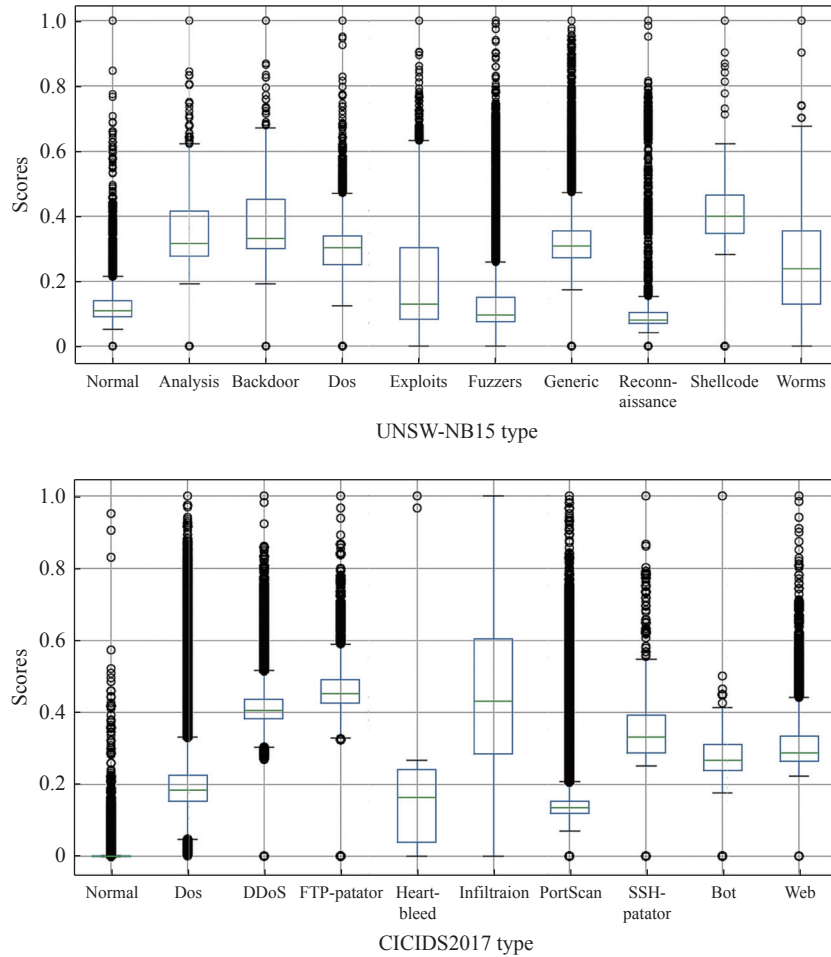 1.0
0.8
0.6
0.4
0.2
0
Scores
Normal Analysis Backdoor Dos Exploits Fuzzers Generic Reconn-
aissance Shellcode Worms
UNSW-NB15 type
1.0
0.8
0.6
0.4
0.2
0
Scores
Normal Dos DDoS FTP-patator Heart-
bleed Infiltraion PortScan SSH-
patator Bot Web
CICIDS2017 type